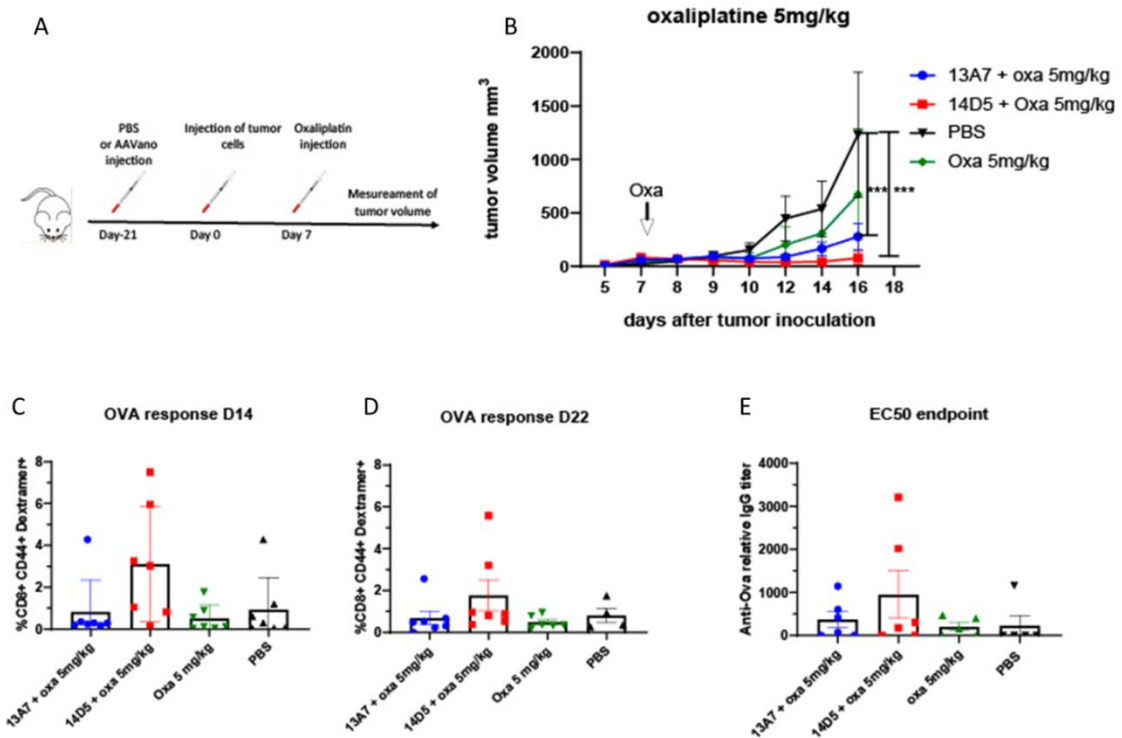 A
PBS
or AAVano
injection
Injection of tumor
cells
Oxaliplatin
injection
Mesureament of
tumor volume
Day-21
Day 0
Day 7
B
oxaliplatine 5mg/kg
tumor volume mm3
2000
1500
1000
500
0
Oxa
*** ***
5 7 8 9 10 12 14 16 18
days after tumor inoculation
13A7 + oxa 5mg/kg
14D5 + Oxa 5mg/kg
PBS
Oxa 5mg/kg
C
OVA response D14
%CD8+ CD44+ Dextramer+
8
6
4
2
0
13A7 + oxa 5mg/kg
14D5 + oxa 5mg/kg
Oxa 5 mg/kg
PBS
D
OVA response D22
%CD8+ CD44+ Dextramer+
8
6
4
2
0
13A7 + oxa 5mg/kg
14D5 + oxa 5mg/kg
Oxa 5 mg/kg
PBS
E
EC50 endpoint
Anti-Ova relative IgG titer
4000
3000
2000
1000
0
13A7 + oxa 5mg/kg
14D5 + oxa 5mg/kg
oxa 5mg/kg
PBS